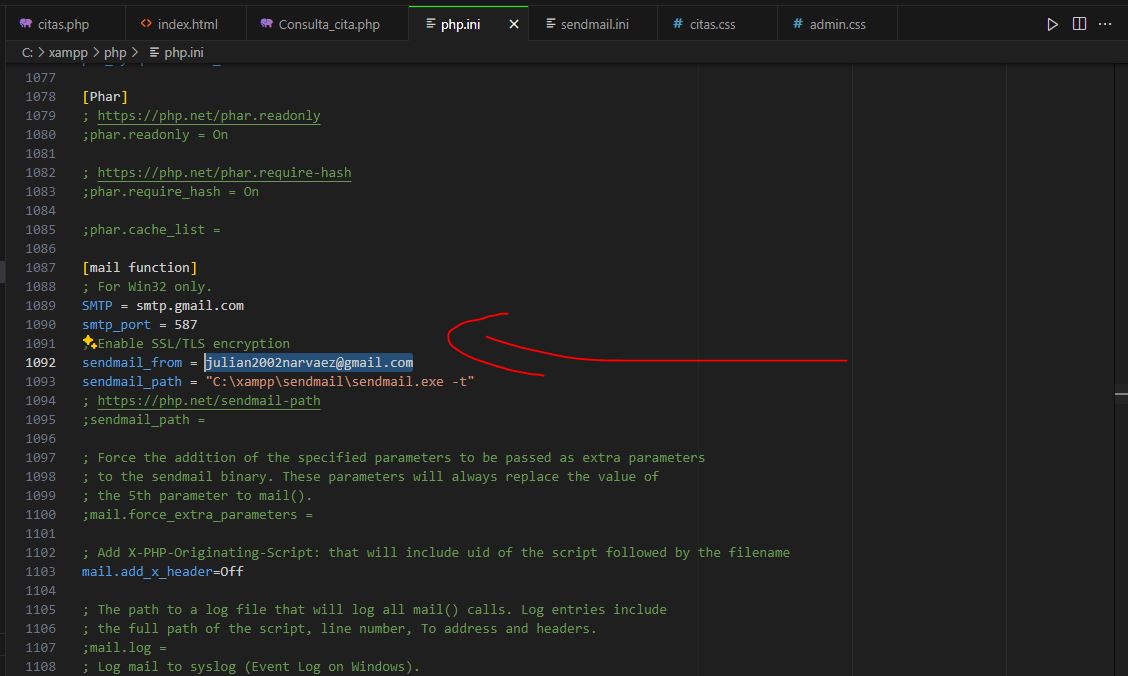 citas.php index.html Consulta_cita.php php.ini sendmail.ini citas.css admin.css
C: > xampp > php > php.ini
1077
1078 [Phar]
1079 ; https://php.net/phar.readonly
1080 ;phar.readonly = On
1081
1082 ; https://php.net/phar.require-hash
1083 ;phar.require_hash = On
1084
1085 ;phar.cache_list =
1086
1087 [mail function]
1088 ; For Win32 only.
1089 SMTP = smtp.gmail.com
1090 smtp_port = 587
1091 ; Enable SSL/TLS encryption
1092 sendmail_from = julian2002narvaez@gmail.com
1093 sendmail_path = "C:\xampp\sendmail\sendmail.exe -t"
1094 ; https://php.net/sendmail-path
1095 ;sendmail_path =
1096
1097 ; Force the addition of the specified parameters to be passed as extra parameters
1098 ; to the sendmail binary. These parameters will always replace the value of
1099 ; the 5th parameter to mail().
1100 ;mail.force_extra_parameters =
1101
1102 ; Add X-PHP-Originating-Script: that will include uid of the script followed by the filename
1103 mail.add_x_header=Off
1104
1105 ; The path to a log file that will log all mail() calls. Log entries include
1106 ; the full path of the script, line number, To address and headers.
1107 ;mail.log =
1108 ; Log mail to syslog (Event Log on Windows).